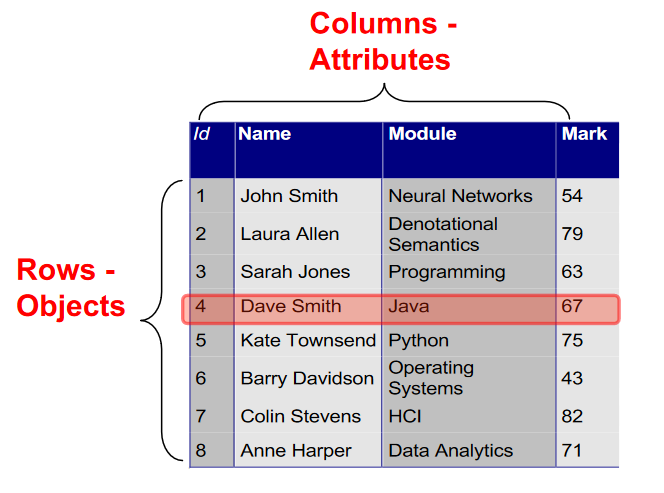 Columns -
Attributes
Id Name Module Mark
Rows -
Objects
1 John Smith Neural Networks 54
2 Laura Allen Denotational Semantics 79
3 Sarah Jones Programming 63
4 Dave Smith Java 67
5 Kate Townsend Python 75
6 Barry Davidson Operating Systems 43
7 Colin Stevens HCI 82
8 Anne Harper Data Analytics 71